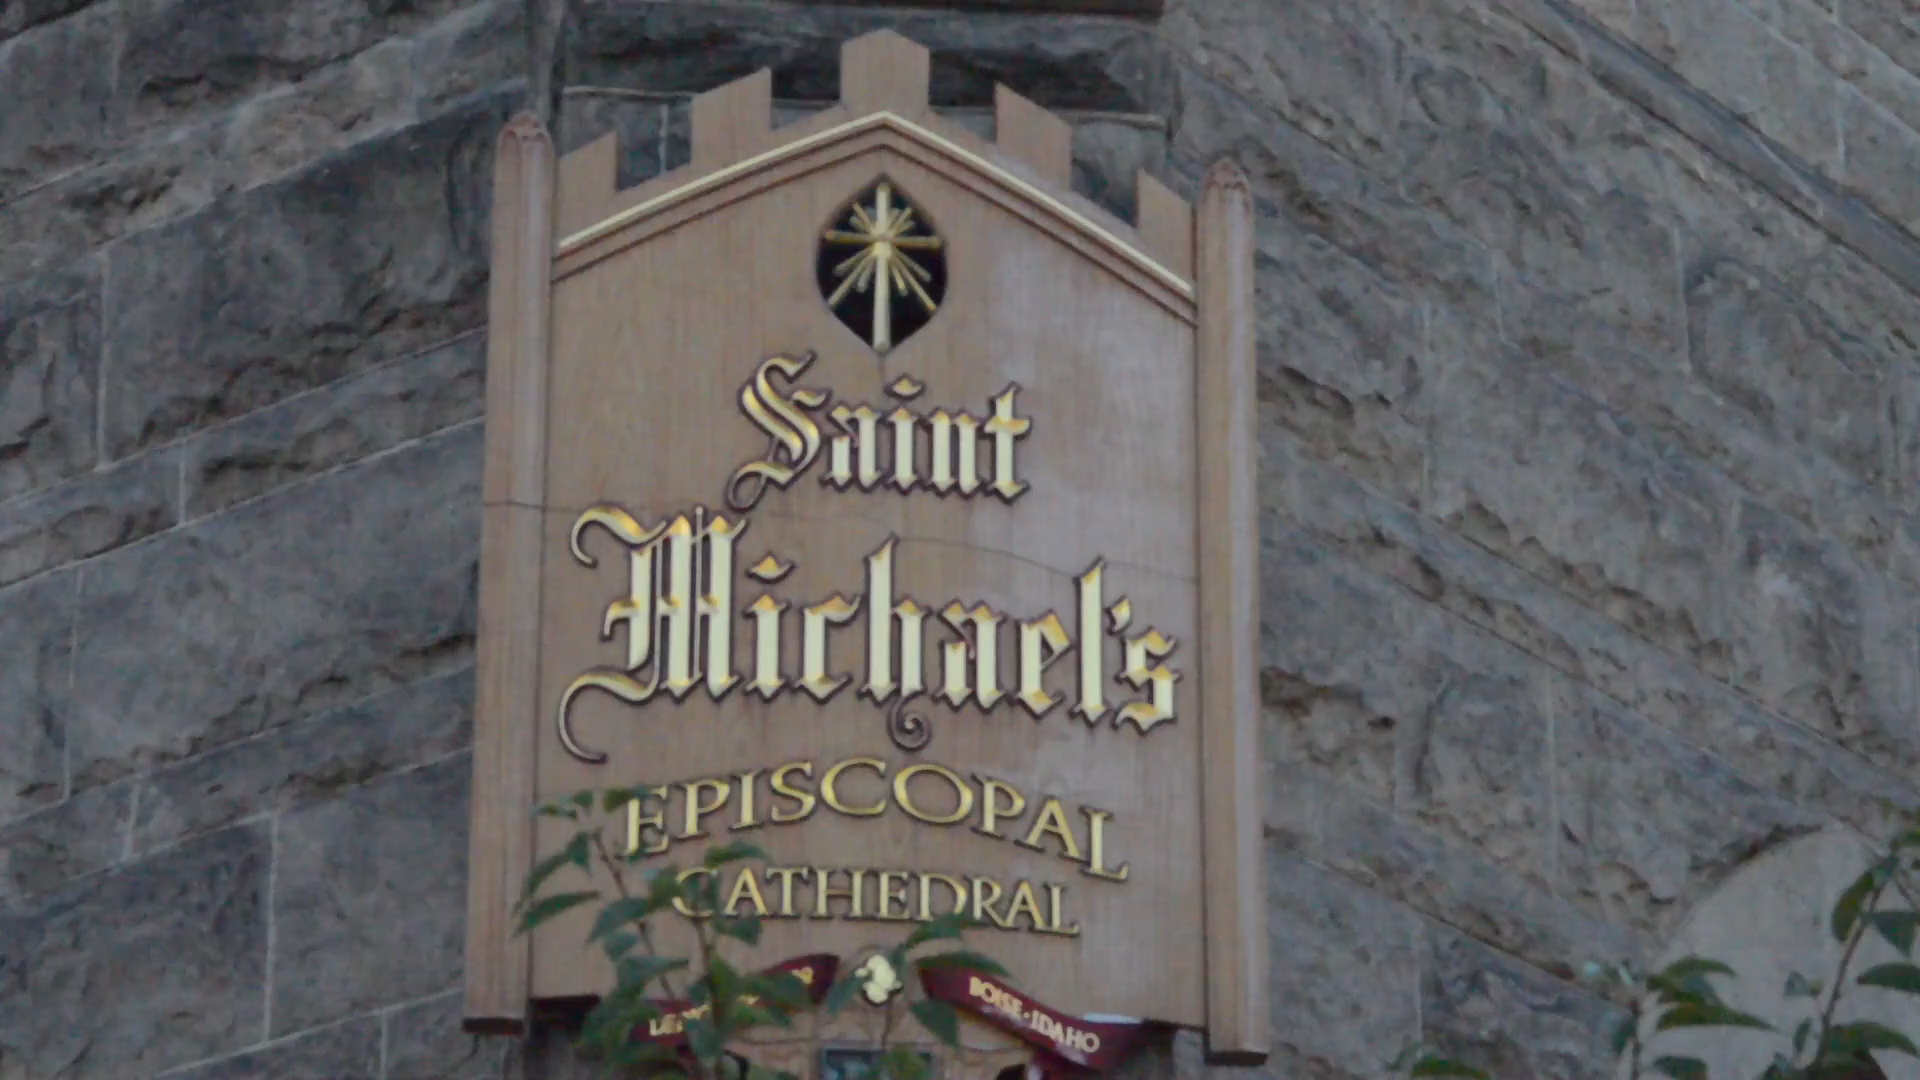 Saint
Michael's
EPISCOPAL
CATHEDRAL
BOISE-IDAHO